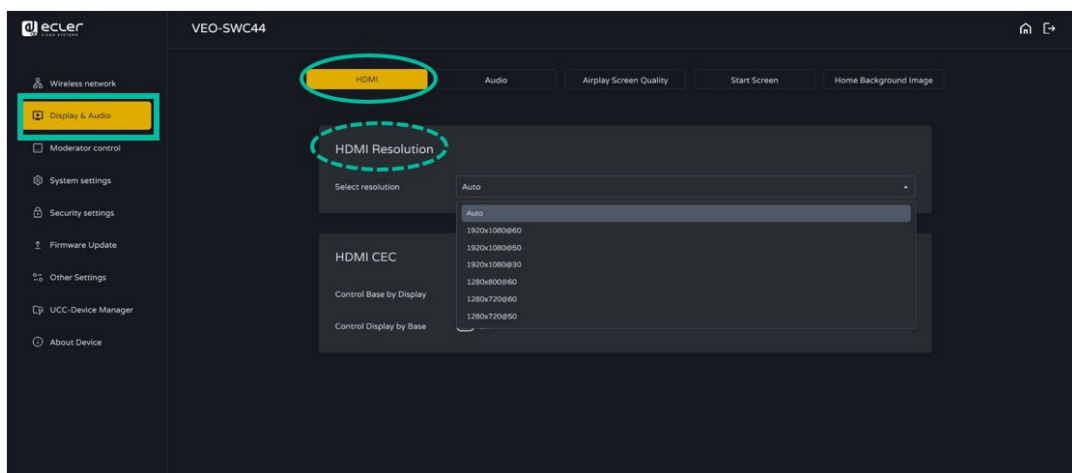 ecler
VIDEO SYSTEMS
VEO-SWC44
Wireless network
Display & Audio
Moderator control
System settings
Security settings
Firmware Update
Other Settings
UCC-Device Manager
About Device
HDMI
Audio
Airplay Screen Quality
Start Screen
Home Background Image
HDMI Resolution
Select resolution
Auto
Auto
1920x1080@60
1920x1080@50
1920x1080@30
1280x800@60
1280x720@60
1280x720@50
HDMI CEC
Control Base by Display
Control Display by Base